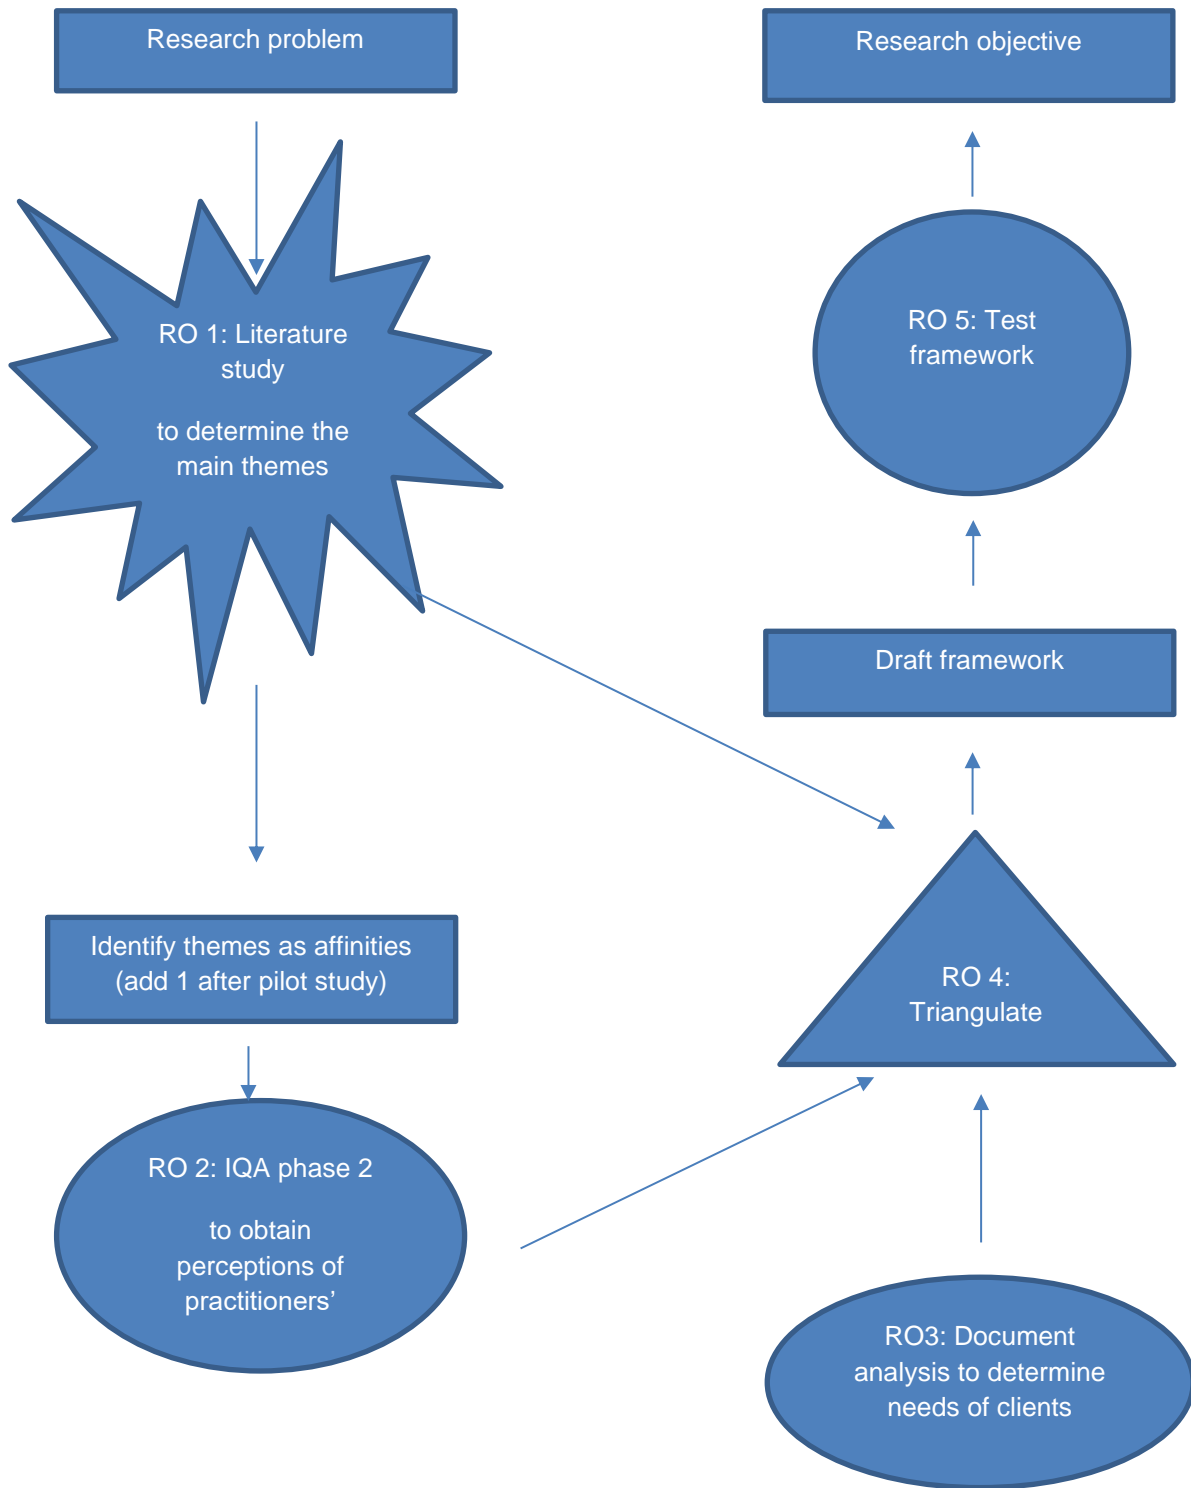 Research problem
RO 1: Literature
study
to determine the
main themes
Identify themes as affinities
(add 1 after pilot study)
RO 2: IQA phase 2
to obtain
perceptions of
practitioners’
Research objective
RO 5: Test
framework
Draft framework
RO 4:
Triangulate
RO3: Document
analysis to determine
needs of clients